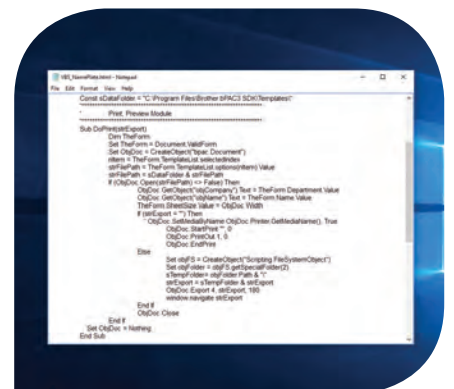 VBS_NamePlate.html - Notepad
File Edit Format View Help
Const sDataFolder = "C:\Program Files\Brother bPAC3 SDK\Templates\"
' Print, Preview Module
Sub DoPrint(strExport)
Dim TheForm
Set TheForm = Document.ValidForm
Set ObjDoc = CreateObject("bpac.Document")
nItem = TheForm.TemplateList.selectedIndex
strFilePath = TheForm.TemplateList.options(nItem).Value
strFilePath = sDataFolder & strFilePath
If (ObjDoc.Open(strFilePath) <> False) Then
ObjDoc.GetObject("objCompany").Text = TheForm.Department.Value
ObjDoc.GetObject("objName").Text = TheForm.Name.Value
TheForm.SheetSize.Value = ObjDoc.Width
If (strExport = "") Then
' ObjDoc.SetMediaByName ObjDoc.Printer.GetMediaName(), True
ObjDoc.StartPrint "", 0
ObjDoc.PrintOut 1, 0
ObjDoc.EndPrint
Else
Set objFS = CreateObject("Scripting.FileSystemObject")
Set objFolder = objFS.getSpecialFolder(2)
sTempFolder= objFolder.Path & "\"
strExport = sTempFolder & strExport
ObjDoc.Export 4, strExport, 180
window.navigate strExport
End If
ObjDoc.Close
End If
Set ObjDoc = Nothing
End Sub